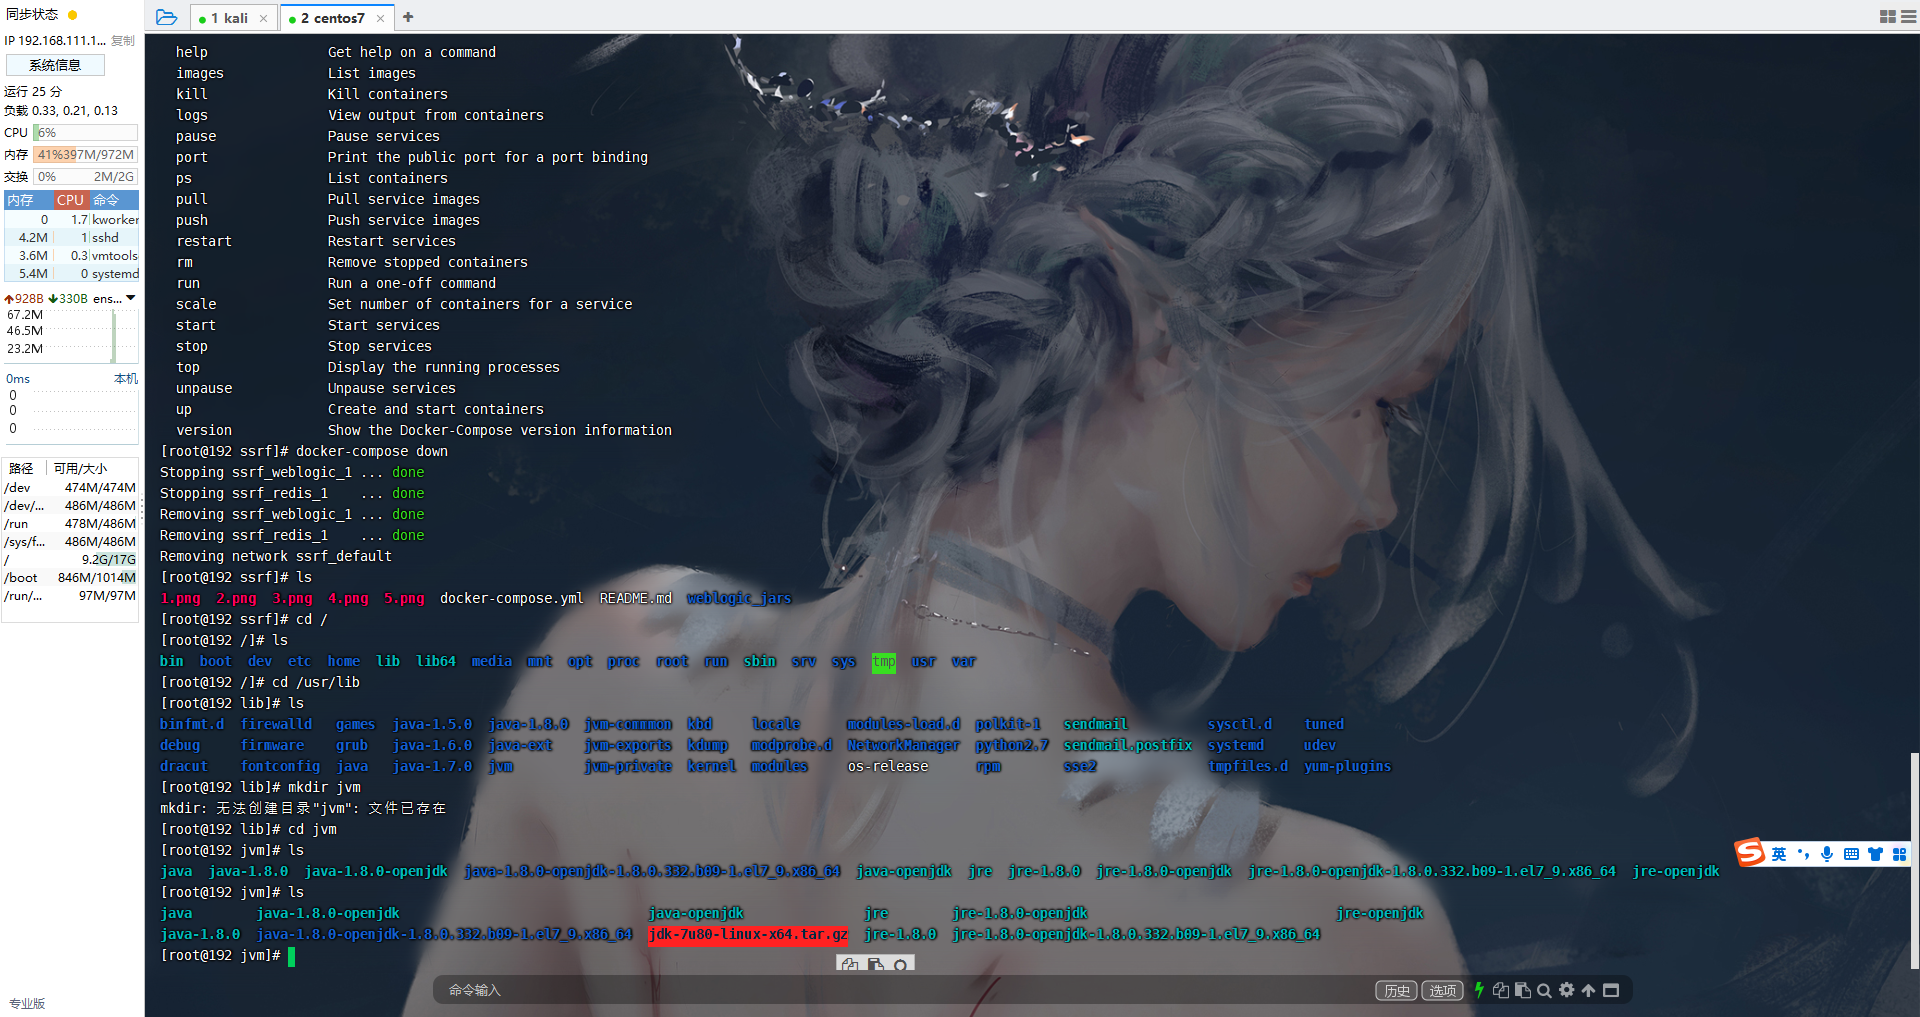 同步状态
IP 192.168.111.1... 复制
系统信息
运行 25 分
负载 0.33, 0.21, 0.13
CPU 6%
内存 41% 397M/972M
交换 0% 2M/2G
内存 CPU 命令
0 1.7 kworker
4.2M 1 sshd
3.6M 0.3 vmtools
5.4M 0 systemd
928B 330B ens...
67.2M
46.5M
23.2M
0ms 本机
0
0
0
路径 可用/大小
/dev 474M/474M
/dev/... 486M/486M
/run 478M/486M
/sys/f... 486M/486M
/ 9.2G/17G
/boot 846M/1014M
/run/... 97M/97M
专业版
1 kali × 2 centos7 × +
help Get help on a command
images List images
kill Kill containers
logs View output from containers
pause Pause services
port Print the public port for a port binding
ps List containers
pull Pull service images
push Push service images
restart Restart services
rm Remove stopped containers
run Run a one-off command
scale Set number of containers for a service
start Start services
stop Stop services
top Display the running processes
unpause Unpause services
up Create and start containers
version Show the Docker-Compose version information
[root@192 ssrf]# docker-compose down
Stopping ssrf_weblogic_1 ... done
Stopping ssrf_redis_1    ... done
Removing ssrf_weblogic_1 ... done
Removing ssrf_redis_1    ... done
Removing network ssrf_default
[root@192 ssrf]# ls
1.png 2.png 3.png 4.png 5.png docker-compose.yml README.md weblogic_jars
[root@192 ssrf]# cd /
[root@192 /]# ls
bin boot dev etc home lib lib64 media mnt opt proc root run sbin srv sys tmp usr var
[root@192 /]# cd /usr/lib
[root@192 lib]# ls
binfmt.d firewalld games java-1.5.0 java-1.8.0 jvm-commmon kbd locale modules-load.d polkit-1 sendmail sysctl.d tuned
debug firmware grub java-1.6.0 java-ext jvm-exports kdump modprobe.d NetworkManager python2.7 sendmail.postfix systemd udev
dracut fontconfig java java-1.7.0 jvm jvm-private kernel modules os-release rpm sse2 tmpfiles.d yum-plugins
[root@192 lib]# mkdir jvm
mkdir: 无法创建目录"jvm": 文件已存在
[root@192 lib]# cd jvm
[root@192 jvm]# ls
java java-1.8.0 java-1.8.0-openjdk java-1.8.0-openjdk-1.8.0.332.b09-1.el7_9.x86_64 java-openjdk jre jre-1.8.0 jre-1.8.0-openjdk jre-1.8.0-openjdk-1.8.0.332.b09-1.el7_9.x86_64 jre-openjdk
[root@192 jvm]# ls
java java-1.8.0-openjdk java-openjdk jre jre-1.8.0-openjdk jre-openjdk
java-1.8.0 java-1.8.0-openjdk-1.8.0.332.b09-1.el7_9.x86_64 jdk-7u80-linux-x64.tar.gz jre-1.8.0 jre-1.8.0-openjdk-1.8.0.332.b09-1.el7_9.x86_64
[root@192 jvm]#
命令输入 历史 选项
S 英